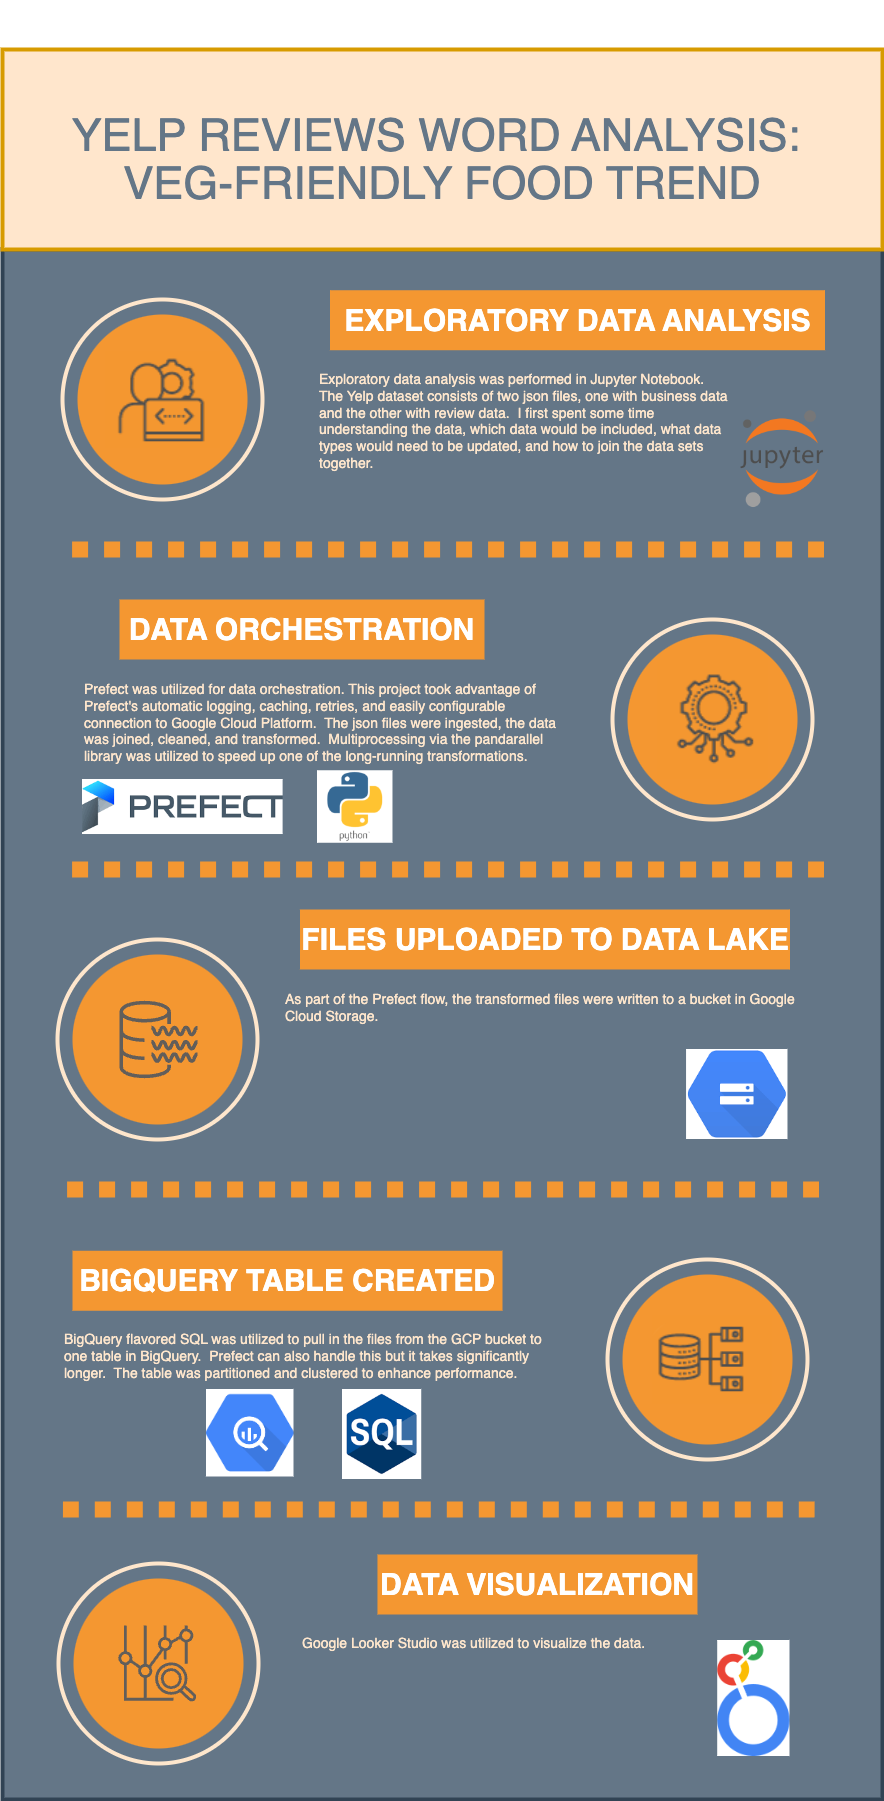 YELP REVIEWS WORD ANALYSIS:
VEG-FRIENDLY FOOD TREND
EXPLORATORY DATA ANALYSIS
Exploratory data analysis was performed in Jupyter Notebook.
The Yelp dataset consists of two json files, one with business data
and the other with review data.  I first spent some time
understanding the data, which data would be included, what data
types would need to be updated, and how to join the data sets
together.
jupyter
DATA ORCHESTRATION
Prefect was utilized for data orchestration. This project took advantage of
Prefect's automatic logging, caching, retries, and easily configurable
connection to Google Cloud Platform.  The json files were ingested, the data
was joined, cleaned, and transformed.  Multiprocessing via the pandarallel
library was utilized to speed up one of the long-running transformations.
PREFECT
python
FILES UPLOADED TO DATA LAKE
As part of the Prefect flow, the transformed files were written to a bucket in Google
Cloud Storage.
BIGQUERY TABLE CREATED
BigQuery flavored SQL was utilized to pull in the files from the GCP bucket to
one table in BigQuery.  Prefect can also handle this but it takes significantly
longer.  The table was partitioned and clustered to enhance performance.
SQL
DATA VISUALIZATION
Google Looker Studio was utilized to visualize the data.